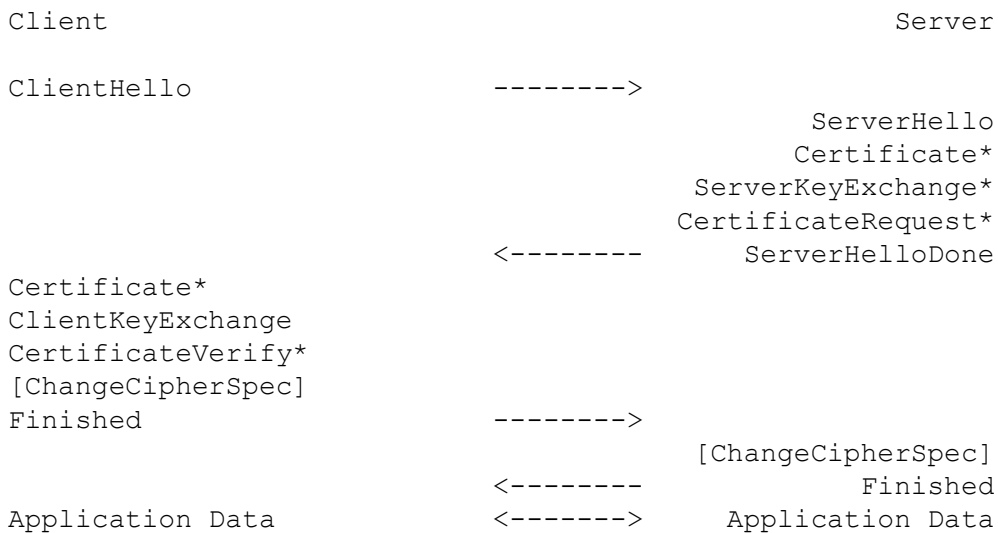 Client Server
ClientHello -------->
ServerHello
Certificate*
ServerKeyExchange*
CertificateRequest*
<-------- ServerHelloDone
Certificate*
ClientKeyExchange
CertificateVerify*
[ChangeCipherSpec]
Finished -------->
[ChangeCipherSpec]
<-------- Finished
Application Data <-------> Application Data